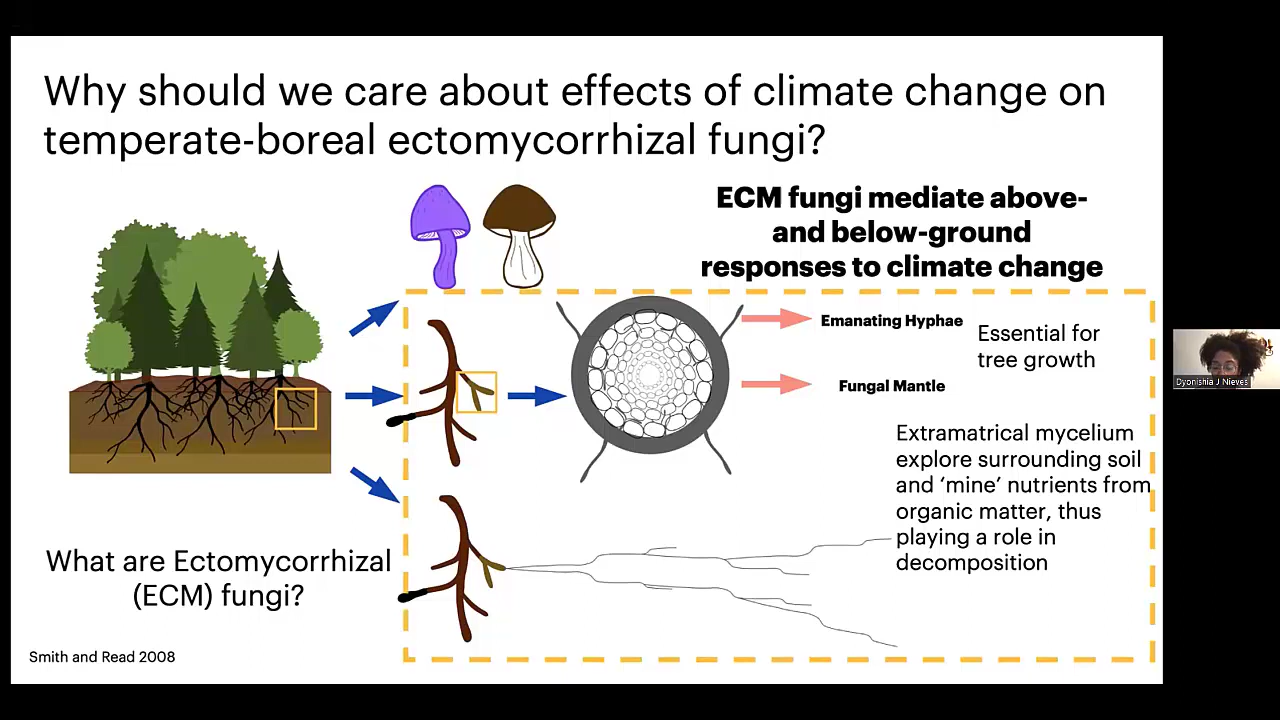 Why should we care about effects of climate change on
temperate-boreal ectomycorrhizal fungi?
ECM fungi mediate above-
and below-ground
responses to climate change
Emanating Hyphae
Essential for
tree growth
Fungal Mantle
Extramatrical mycelium
explore surrounding soil
and ‘mine’ nutrients from
organic matter, thus
playing a role in
decomposition
What are Ectomycorrhizal
(ECM) fungi?
Smith and Read 2008
Dyonishia J Nieves